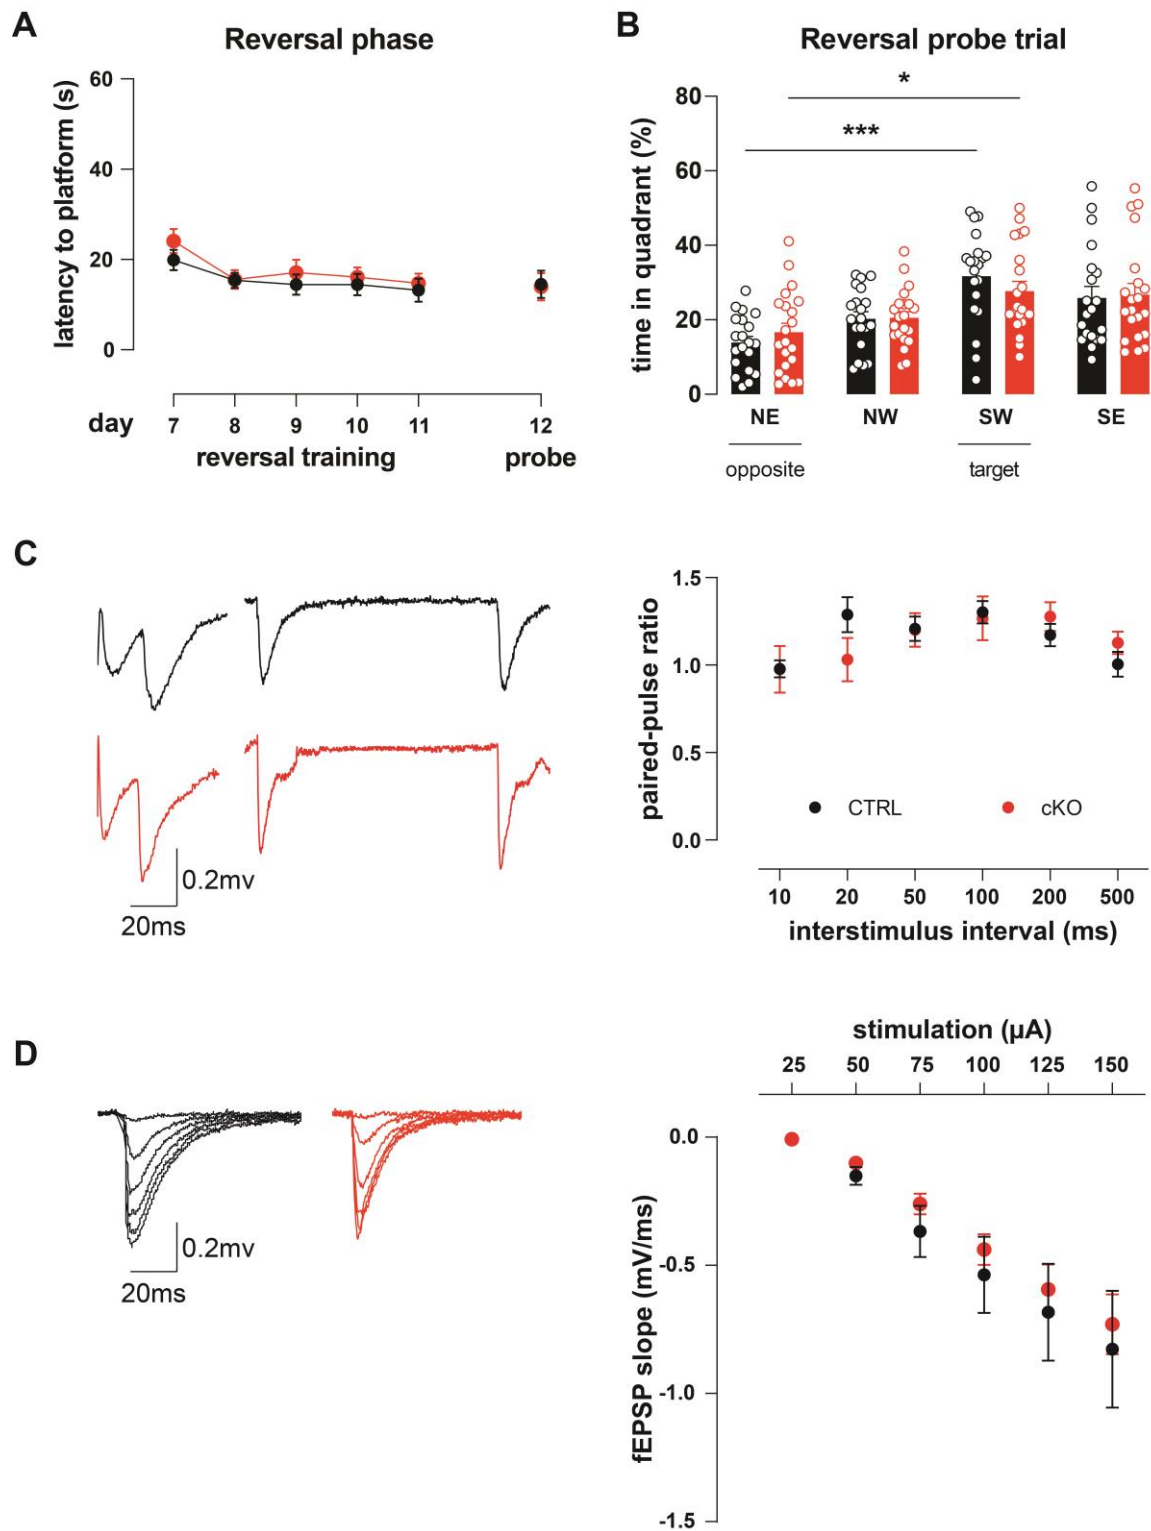 A
Reversal phase
latency to platform (s)
60
40
20
0
day
7 8 9 10 11 12
reversal training probe
B
Reversal probe trial
time in quadrant (%)
80
60
40
20
0
*
***
NE NW SW SE
opposite target
C
0.2mv
20ms
paired-pulse ratio
1.5
1.0
0.5
0.0
CTRL cKO
10 20 50 100 200 500
interstimulus interval (ms)
D
0.2mv
20ms
stimulation (µA)
25 50 75 100 125 150
fEPSP slope (mV/ms)
0.0
-0.5
-1.0
-1.5